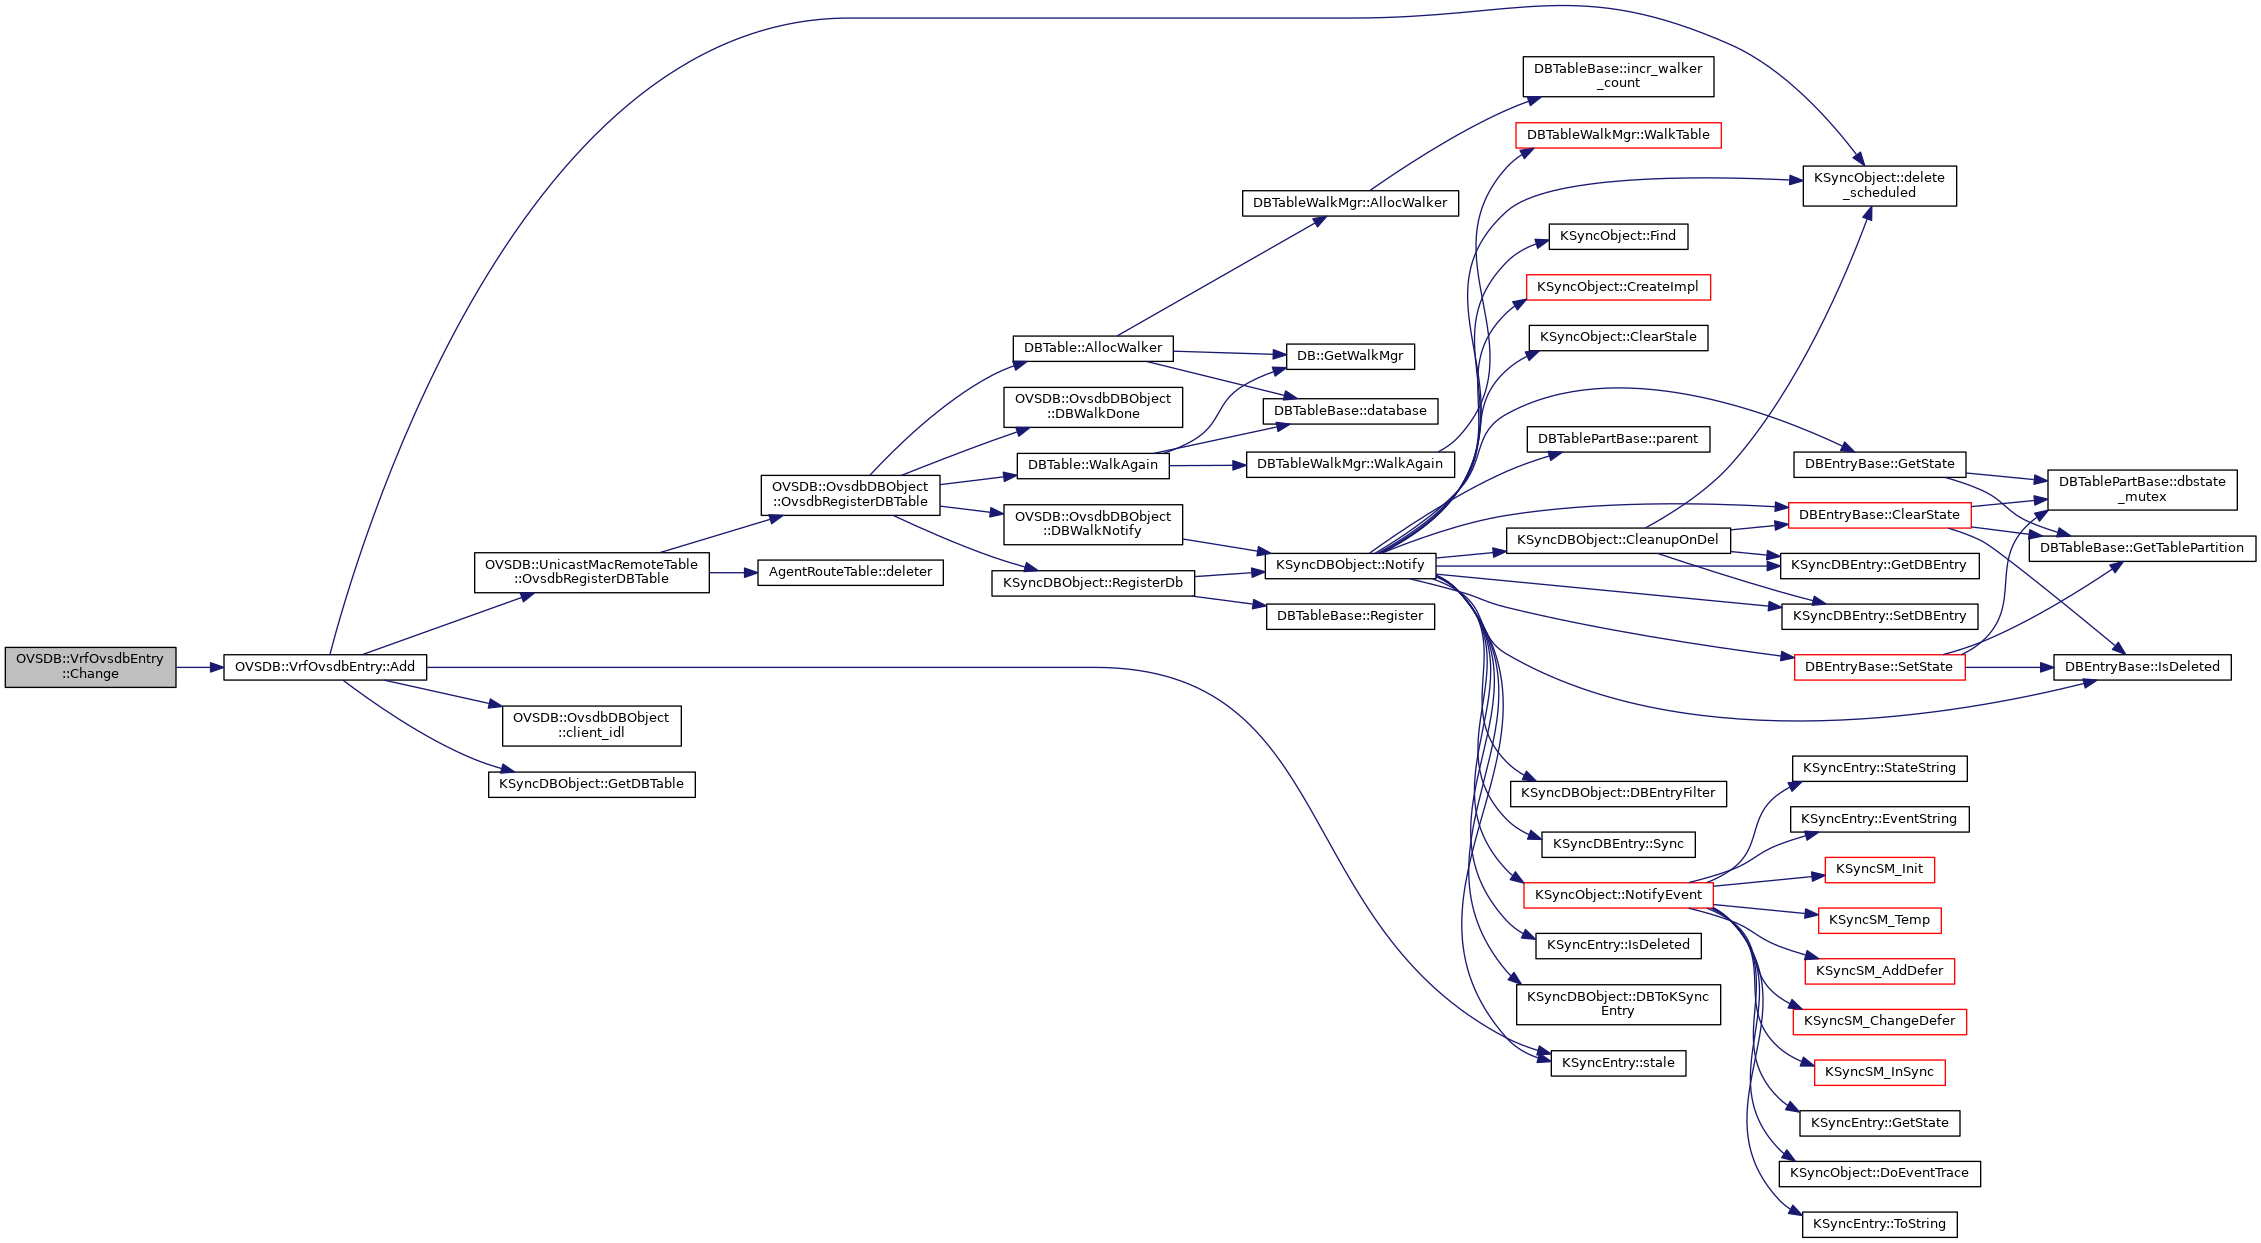 OVSDB::VrfOvsdbEntry
::Change
OVSDB::VrfOvsdbEntry::Add
OVSDB::UnicastMacRemoteTable
::OvsdbRegisterDBTable
OVSDB::OvsdbDBObject
::client_idl
KSyncDBObject::GetDBTable
OVSDB::OvsdbDBObject
::OvsdbRegisterDBTable
AgentRouteTable::deleter
DBTable::AllocWalker
OVSDB::OvsdbDBObject
::DBWalkDone
DBTable::WalkAgain
OVSDB::OvsdbDBObject
::DBWalkNotify
KSyncDBObject::RegisterDb
DBTableWalkMgr::AllocWalker
DB::GetWalkMgr
DBTableBase::database
DBTableWalkMgr::WalkAgain
KSyncDBObject::Notify
DBTableBase::Register
DBTableBase::incr_walker
_count
DBTableWalkMgr::WalkTable
KSyncObject::Find
KSyncObject::CreateImpl
KSyncObject::ClearStale
DBTablePartBase::parent
KSyncDBObject::CleanupOnDel
KSyncDBObject::DBEntryFilter
KSyncDBEntry::Sync
KSyncObject::NotifyEvent
KSyncEntry::IsDeleted
KSyncDBObject::DBToKSync
Entry
KSyncEntry::stale
KSyncObject::delete
_scheduled
DBEntryBase::GetState
DBEntryBase::ClearState
KSyncDBEntry::GetDBEntry
KSyncDBEntry::SetDBEntry
DBEntryBase::SetState
KSyncEntry::StateString
KSyncEntry::EventString
KSyncSM_Init
KSyncSM_Temp
KSyncSM_AddDefer
KSyncSM_ChangeDefer
KSyncSM_InSync
KSyncEntry::GetState
KSyncObject::DoEventTrace
KSyncEntry::ToString
DBTablePartBase::dbstate
_mutex
DBTableBase::GetTablePartition
DBEntryBase::IsDeleted